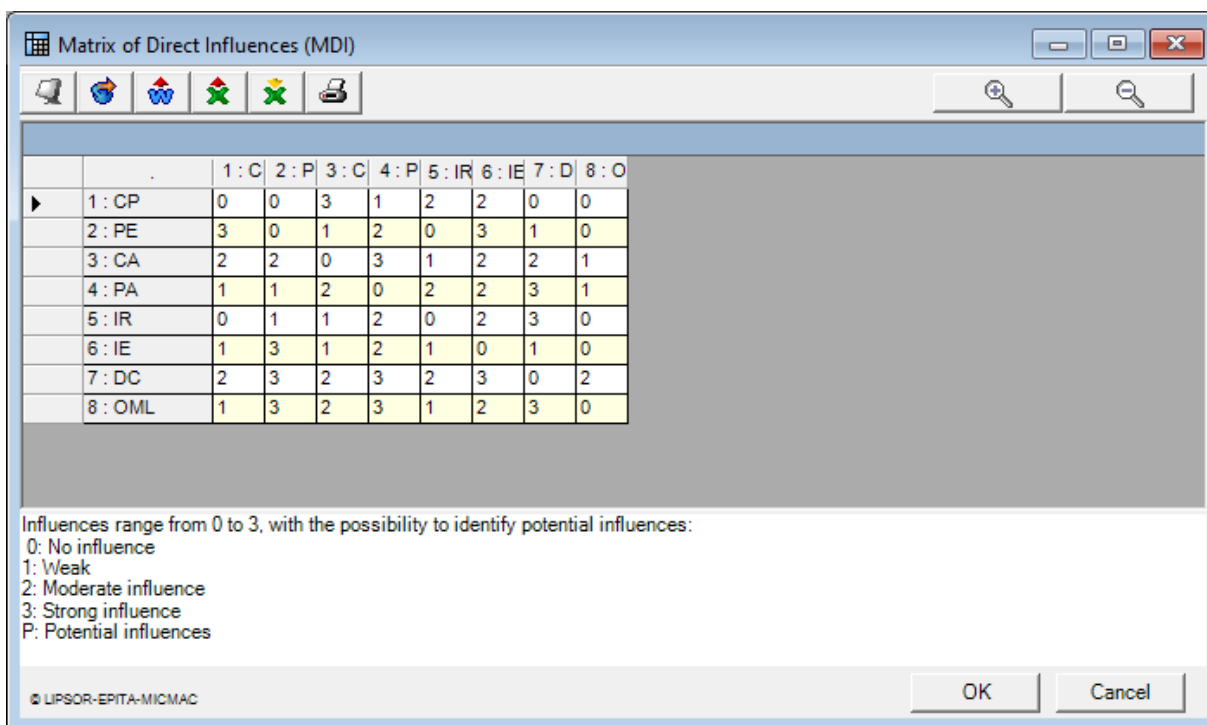 Matrix of Direct Influences (MDI)
. 1 : C 2 : P 3 : C 4 : P 5 : IR 6 : IE 7 : D 8 : O
1 : CP 0 0 3 1 2 2 0 0
2 : PE 3 0 1 2 0 3 1 0
3 : CA 2 2 0 3 1 2 2 1
4 : PA 1 1 2 0 2 2 3 1
5 : IR 0 1 1 2 0 2 3 0
6 : IE 1 3 1 2 1 0 1 0
7 : DC 2 3 2 3 2 3 0 2
8 : OML 1 3 2 3 1 2 3 0
Influences range from 0 to 3, with the possibility to identify potential influences:
0: No influence
1: Weak
2: Moderate influence
3: Strong influence
P: Potential influences
© LIPSOR-EPITA-MICMAC
OK Cancel